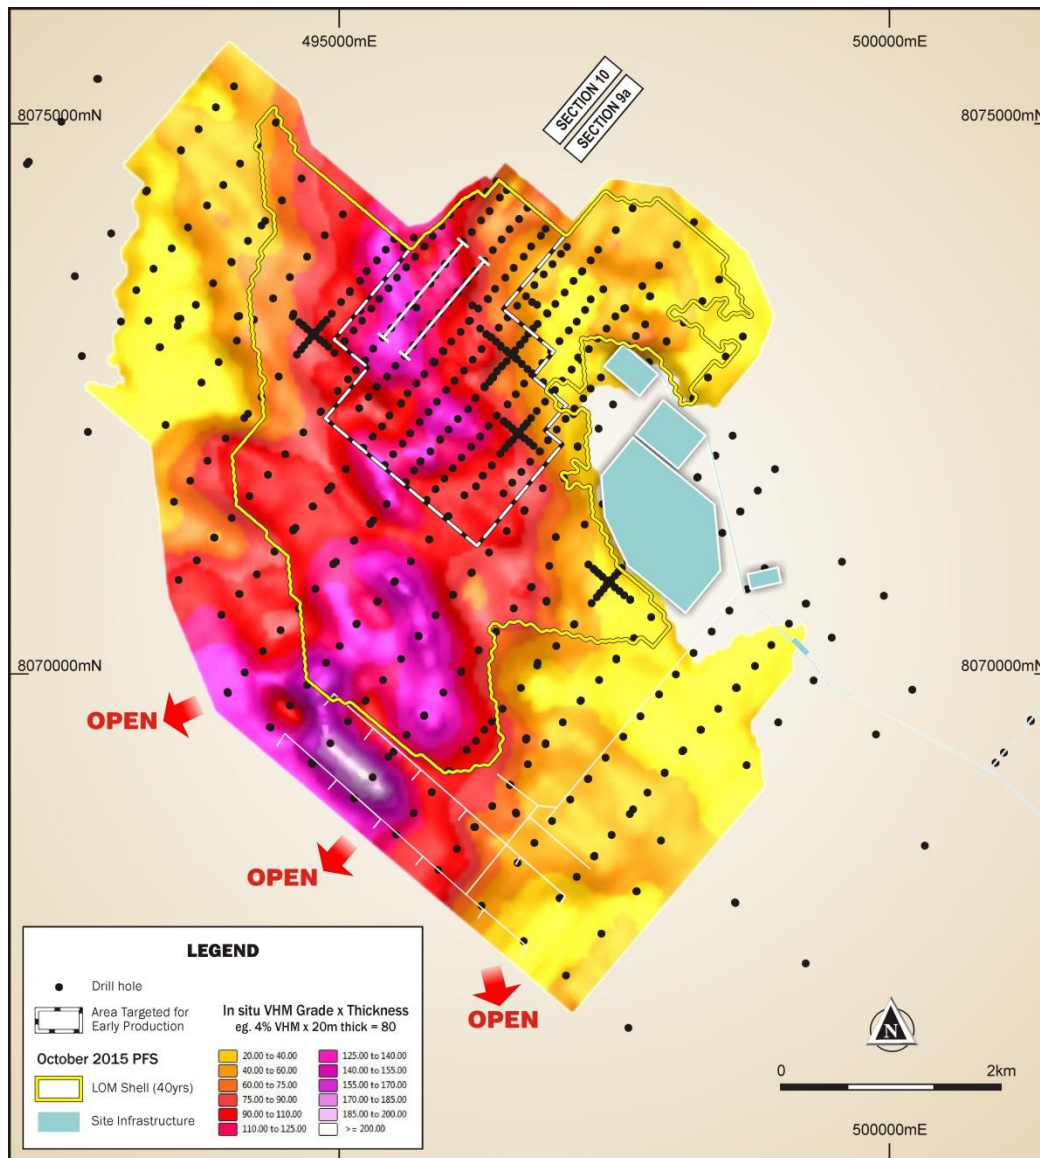 495000mE
500000mE
8075000mN
8075000mN
SECTION 10
SECTION 9a
8070000mN
8070000mN
OPEN
OPEN
OPEN
LEGEND
Drill hole
Area Targeted for
Early Production
October 2015 PFS
LOM Shell (40yrs)
Site Infrastructure
In situ VHM Grade x Thickness
eg. 4% VHM x 20m thick = 80
20.00 to 40.00
40.00 to 60.00
60.00 to 75.00
75.00 to 90.00
90.00 to 110.00
110.00 to 125.00
125.00 to 140.00
140.00 to 155.00
155.00 to 170.00
170.00 to 185.00
185.00 to 200.00
>= 200.00
N
0
2km
500000mE